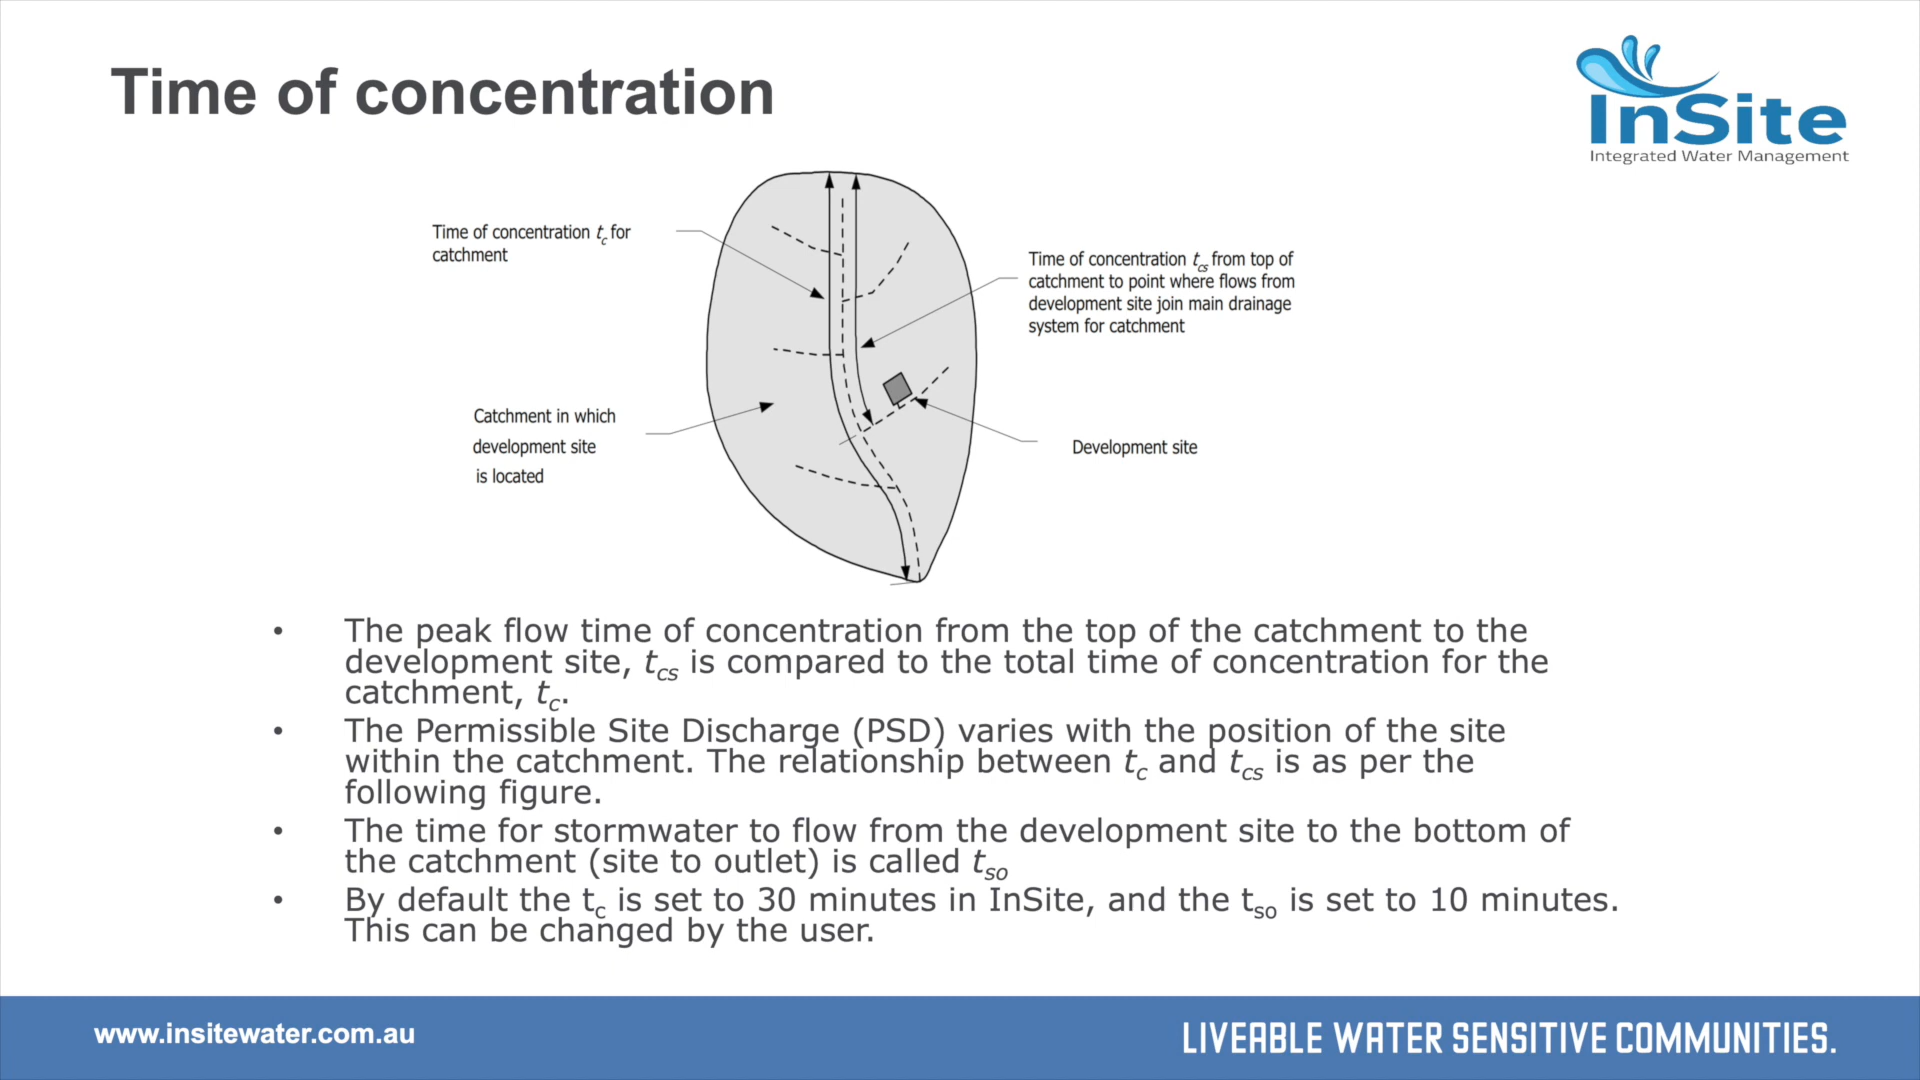 Time of concentration
InSite
Integrated Water Management
Time of concentration tc for
catchment
Time of concentration tcs from top of
catchment to point where flows from
development site join main drainage
system for catchment
Catchment in which
development site
is located
Development site
• The peak flow time of concentration from the top of the catchment to the
development site, tcs is compared to the total time of concentration for the
catchment, tc.
• The Permissible Site Discharge (PSD) varies with the position of the site
within the catchment. The relationship between tc and tcs is as per the
following figure.
• The time for stormwater to flow from the development site to the bottom of
the catchment (site to outlet) is called tso
• By default the tc is set to 30 minutes in InSite, and the tso is set to 10 minutes.
This can be changed by the user.
www.insitewater.com.au
LIVEABLE WATER SENSITIVE COMMUNITIES.